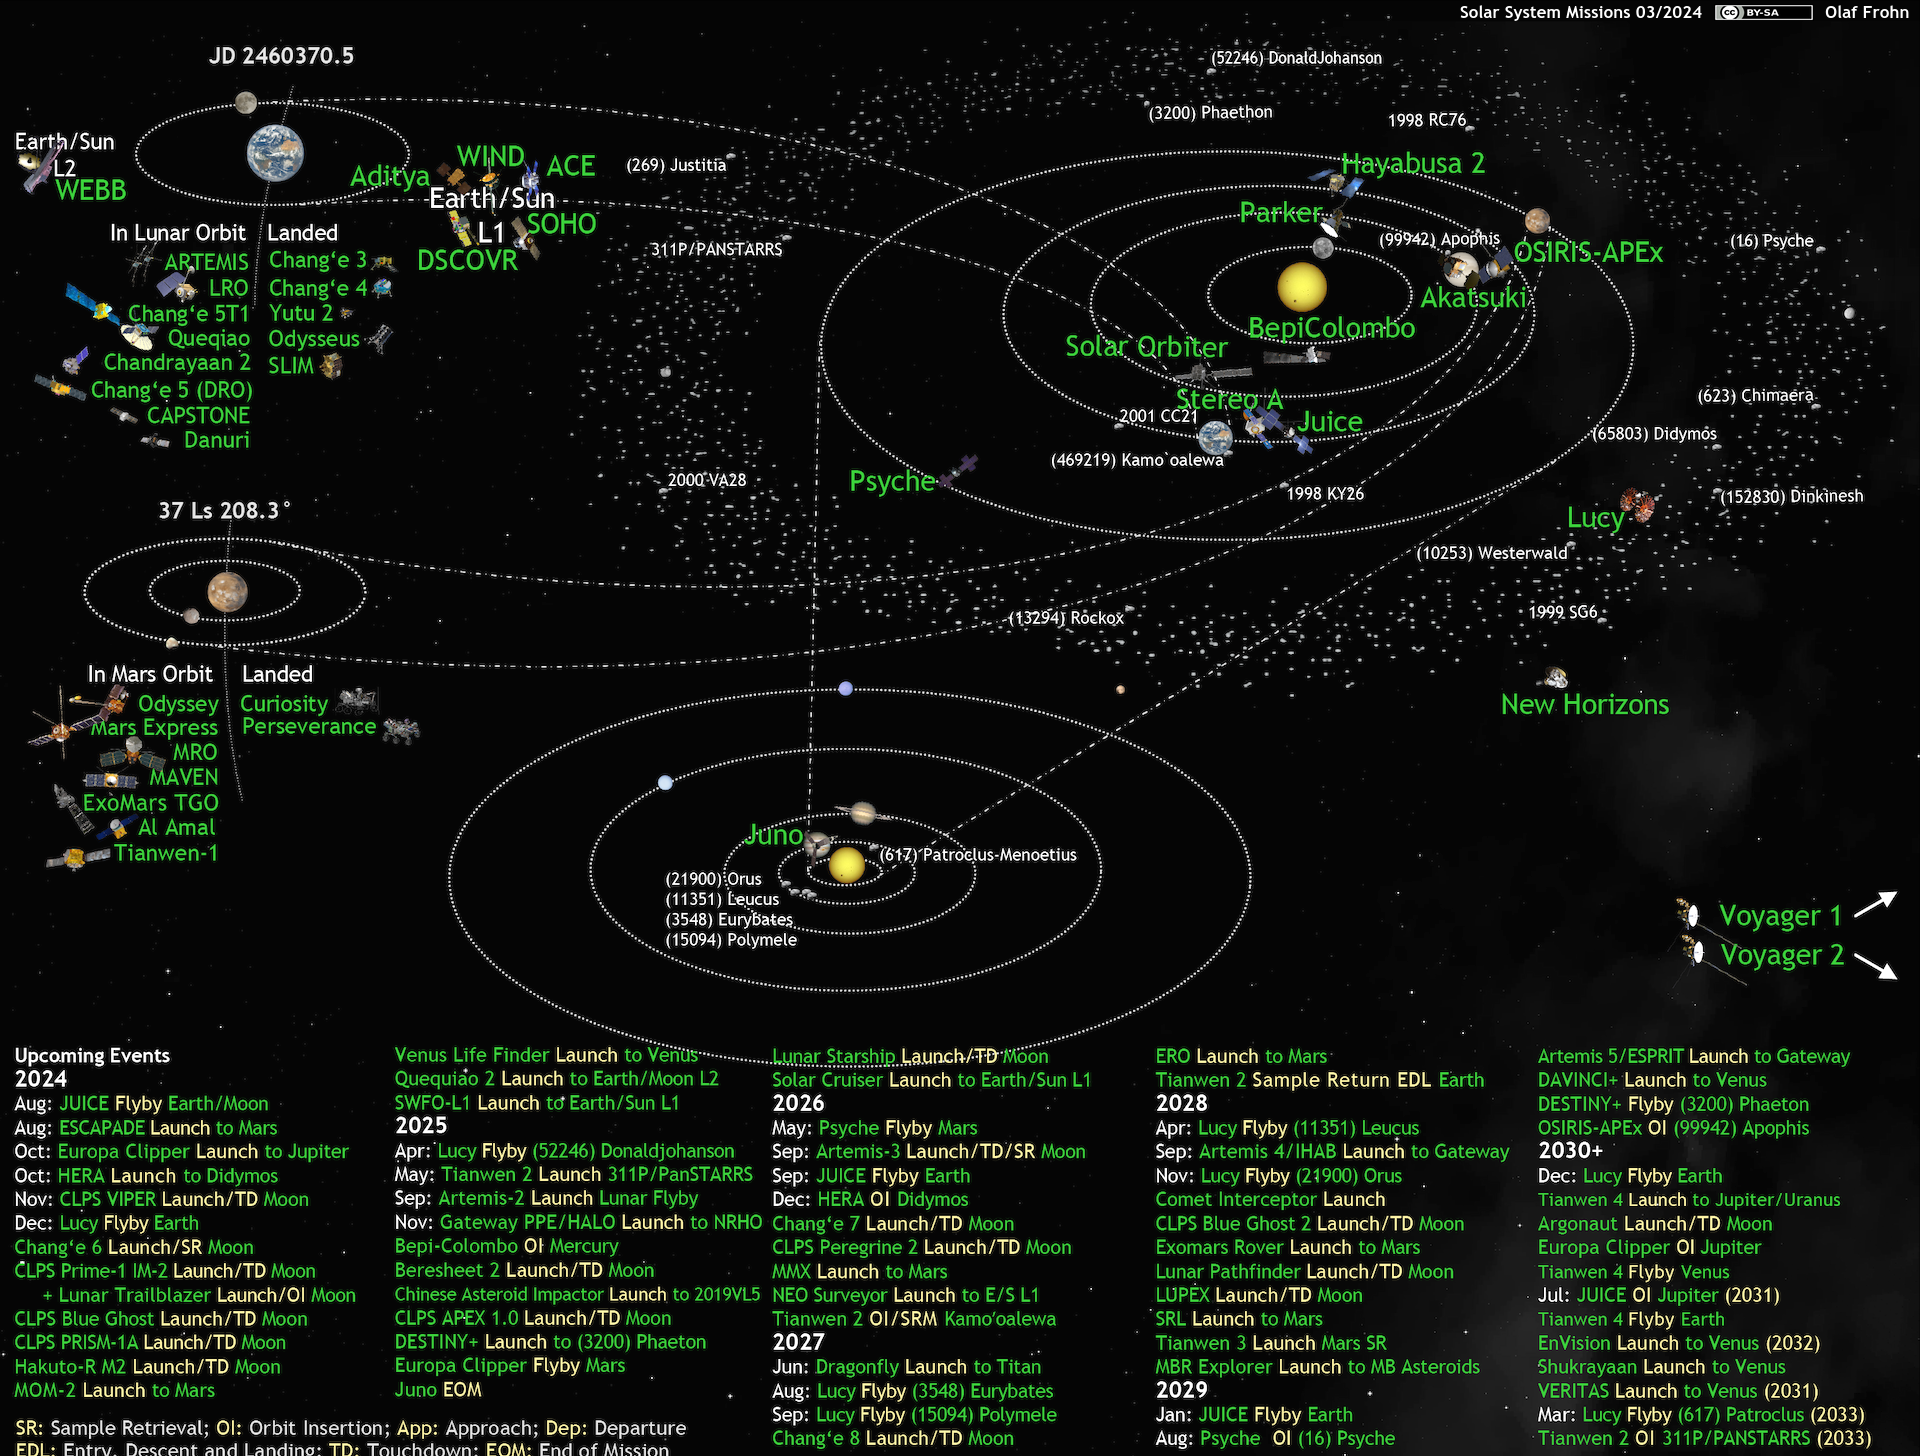 Solar System Missions 03/2024 CC BY-SA Olaf Frohn
JD 2460370.5
Earth/Sun
L2
WEBB
Aditya
WIND
ACE
Earth/Sun
L1
SOHO
DSCOVR
In Lunar Orbit
ARTEMIS
LRO
Chang‘e 5T1
Queqiao
Chandrayaan 2
Chang‘e 5 (DRO)
CAPSTONE
Danuri
Landed
Chang‘e 3
Chang‘e 4
Yutu 2
Odysseus
SLIM
(52246) DonaldJohanson
(3200) Phaethon
1998 RC76
(269) Justitia
311P/PANSTARRS
Hayabusa 2
Parker
(99942) Apophis
OSIRIS-APEx
(16) Psyche
Akatsuki
BepiColombo
Solar Orbiter
Stereo A
2001 CC21
Juice
(623) Chimaera
(65803) Didymos
(469219) Kamo`oalewa
Psyche
2000 VA28
1998 KY26
(152830) Dinkinesh
Lucy
(10253) Westerwald
(13294) Rockox
1999 SG6
New Horizons
37 Ls 208.3°
In Mars Orbit
Odyssey
Mars Express
MRO
MAVEN
ExoMars TGO
Al Amal
Tianwen-1
Landed
Curiosity
Perseverance
Juno
(617) Patroclus-Menoetius
(21900) Orus
(11351) Leucus
(3548) Eurybates
(15094) Polymele
Voyager 1
Voyager 2
Upcoming Events
2024
Aug: JUICE Flyby Earth/Moon
Aug: ESCAPADE Launch to Mars
Oct: Europa Clipper Launch to Jupiter
Oct: HERA Launch to Didymos
Nov: CLPS VIPER Launch/TD Moon
Dec: Lucy Flyby Earth
Chang‘e 6 Launch/SR Moon
CLPS Prime-1 IM-2 Launch/TD Moon
+ Lunar Trailblazer Launch/OI Moon
CLPS Blue Ghost Launch/TD Moon
CLPS PRISM-1A Launch/TD Moon
Hakuto-R M2 Launch/TD Moon
MOM-2 Launch to Mars
SR: Sample Retrieval; OI: Orbit Insertion; App: Approach; Dep: Departure
EDL: Entry, Descent and Landing; TD: Touchdown; EOM: End of Mission
Venus Life Finder Launch to Venus
Quequiao 2 Launch to Earth/Moon L2
SWFO-L1 Launch to Earth/Sun L1
2025
Apr: Lucy Flyby (52246) Donaldjohanson
May: Tianwen 2 Launch 311P/PanSTARRS
Sep: Artemis-2 Launch Lunar Flyby
Nov: Gateway PPE/HALO Launch to NRHO
Bepi-Colombo OI Mercury
Beresheet 2 Launch/TD Moon
Chinese Asteroid Impactor Launch to 2019VL5
CLPS APEX 1.0 Launch/TD Moon
DESTINY+ Launch to (3200) Phaeton
Europa Clipper Flyby Mars
Juno EOM
Lunar Starship Launch/TD Moon
Solar Cruiser Launch to Earth/Sun L1
2026
May: Psyche Flyby Mars
Sep: Artemis-3 Launch/TD/SR Moon
Sep: JUICE Flyby Earth
Dec: HERA OI Didymos
Chang‘e 7 Launch/TD Moon
CLPS Peregrine 2 Launch/TD Moon
MMX Launch to Mars
NEO Surveyor Launch to E/S L1
Tianwen 2 OI/SRM Kamo’oalewa
2027
Jun: Dragonfly Launch to Titan
Aug: Lucy Flyby (3548) Eurybates
Sep: Lucy Flyby (15094) Polymele
Chang‘e 8 Launch/TD Moon
ERO Launch to Mars
Tianwen 2 Sample Return EDL Earth
2028
Apr: Lucy Flyby (11351) Leucus
Sep: Artemis 4/IHAB Launch to Gateway
Nov: Lucy Flyby (21900) Orus
Comet Interceptor Launch
CLPS Blue Ghost 2 Launch/TD Moon
Exomars Rover Launch to Mars
Lunar Pathfinder Launch/TD Moon
LUPEX Launch/TD Moon
SRL Launch to Mars
Tianwen 3 Launch Mars SR
MBR Explorer Launch to MB Asteroids
2029
Jan: JUICE Flyby Earth
Aug: Psyche OI (16) Psyche
Artemis 5/ESPRIT Launch to Gateway
DAVINCI+ Launch to Venus
DESTINY+ Flyby (3200) Phaeton
OSIRIS-APEx OI (99942) Apophis
2030+
Dec: Lucy Flyby Earth
Tianwen 4 Launch to Jupiter/Uranus
Argonaut Launch/TD Moon
Europa Clipper OI Jupiter
Tianwen 4 Flyby Venus
Jul: JUICE OI Jupiter (2031)
Tianwen 4 Flyby Earth
EnVision Launch to Venus (2032)
Shukrayaan Launch to Venus
VERITAS Launch to Venus (2031)
Mar: Lucy Flyby (617) Patroclus (2033)
Tianwen 2 OI 311P/PANSTARRS (2033)